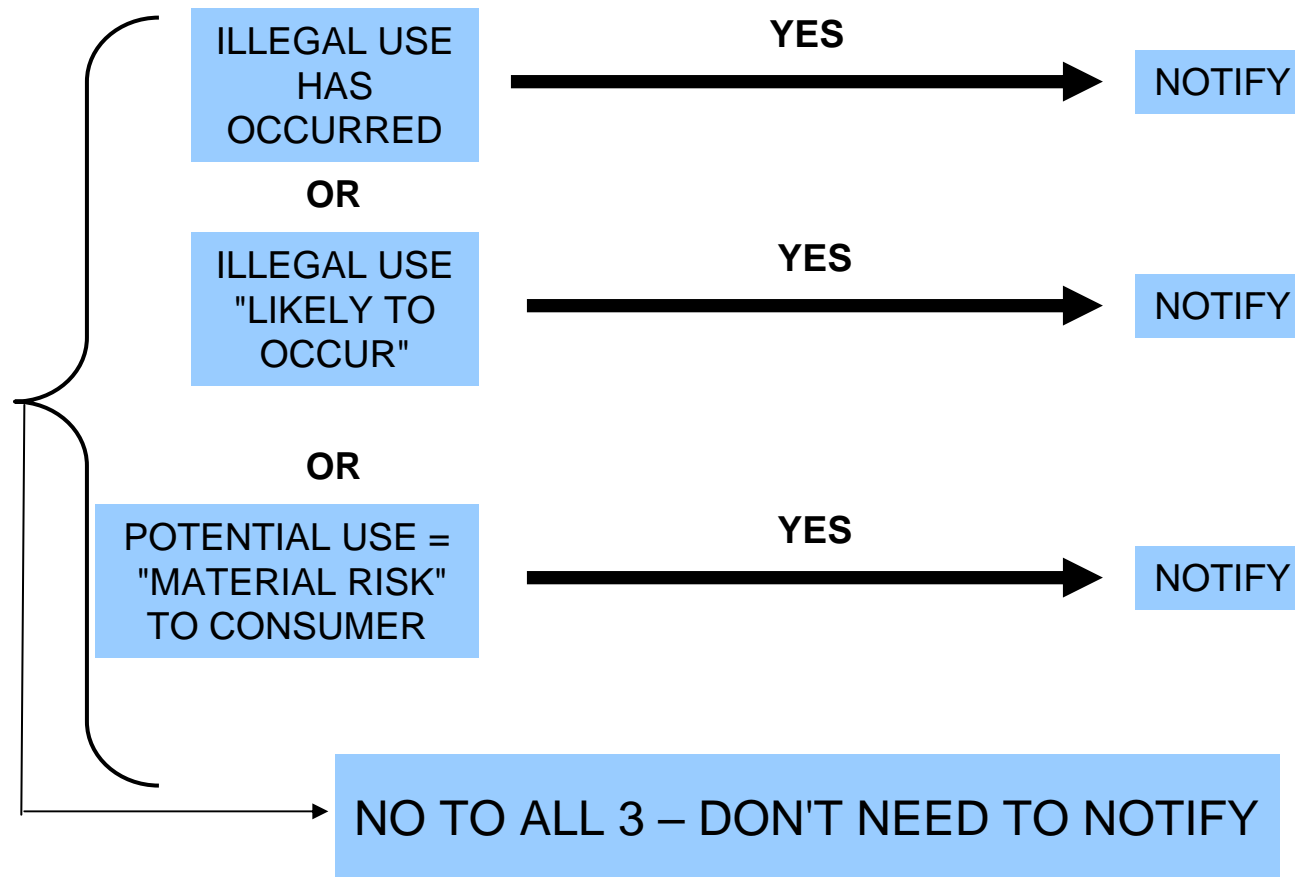 ILLEGAL USE
HAS
OCCURRED
YES
NOTIFY
OR
ILLEGAL USE
"LIKELY TO
OCCUR"
YES
NOTIFY
OR
POTENTIAL USE =
"MATERIAL RISK"
TO CONSUMER
YES
NOTIFY
NO TO ALL 3 – DON'T NEED TO NOTIFY